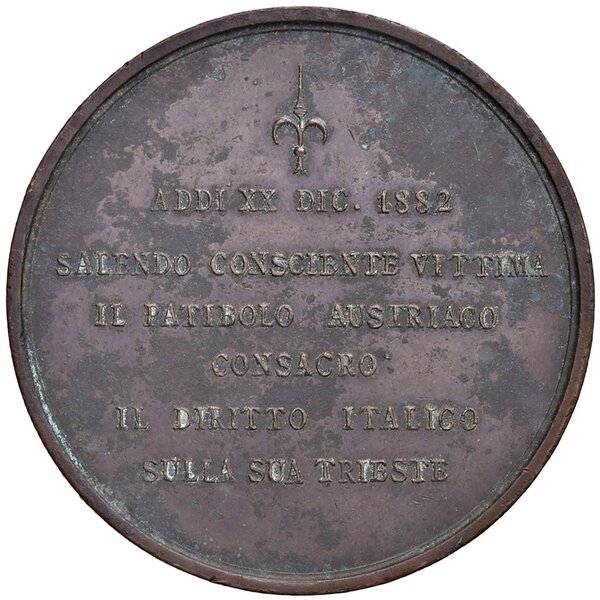 ADDI' XX DIC. 1882
SALENDO CONSCIENTE VITTIMA
IL PATIBOLO AUSTRIACO
CONSACRO'
IL DIRITTO ITALICO
SULLA SUA TRIESTE